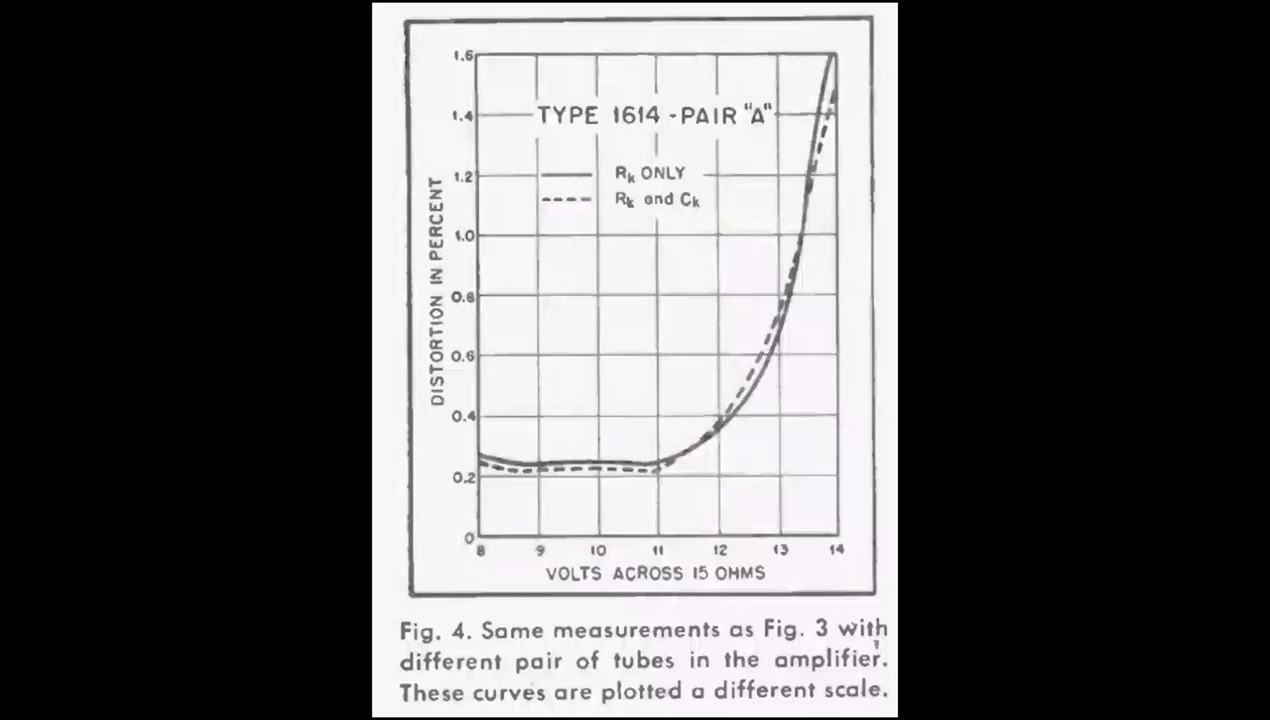 1.6
1.4
TYPE 1614 - PAIR "A"
1.2
Rk ONLY
Rk and Ck
1.0
0.8
0.6
0.4
0.2
0
DISTORTION IN PERCENT
8 9 10 11 12 13 14
VOLTS ACROSS 15 OHMS
Fig. 4. Same measurements as Fig. 3 with
different pair of tubes in the amplifier.
These curves are plotted a different scale.